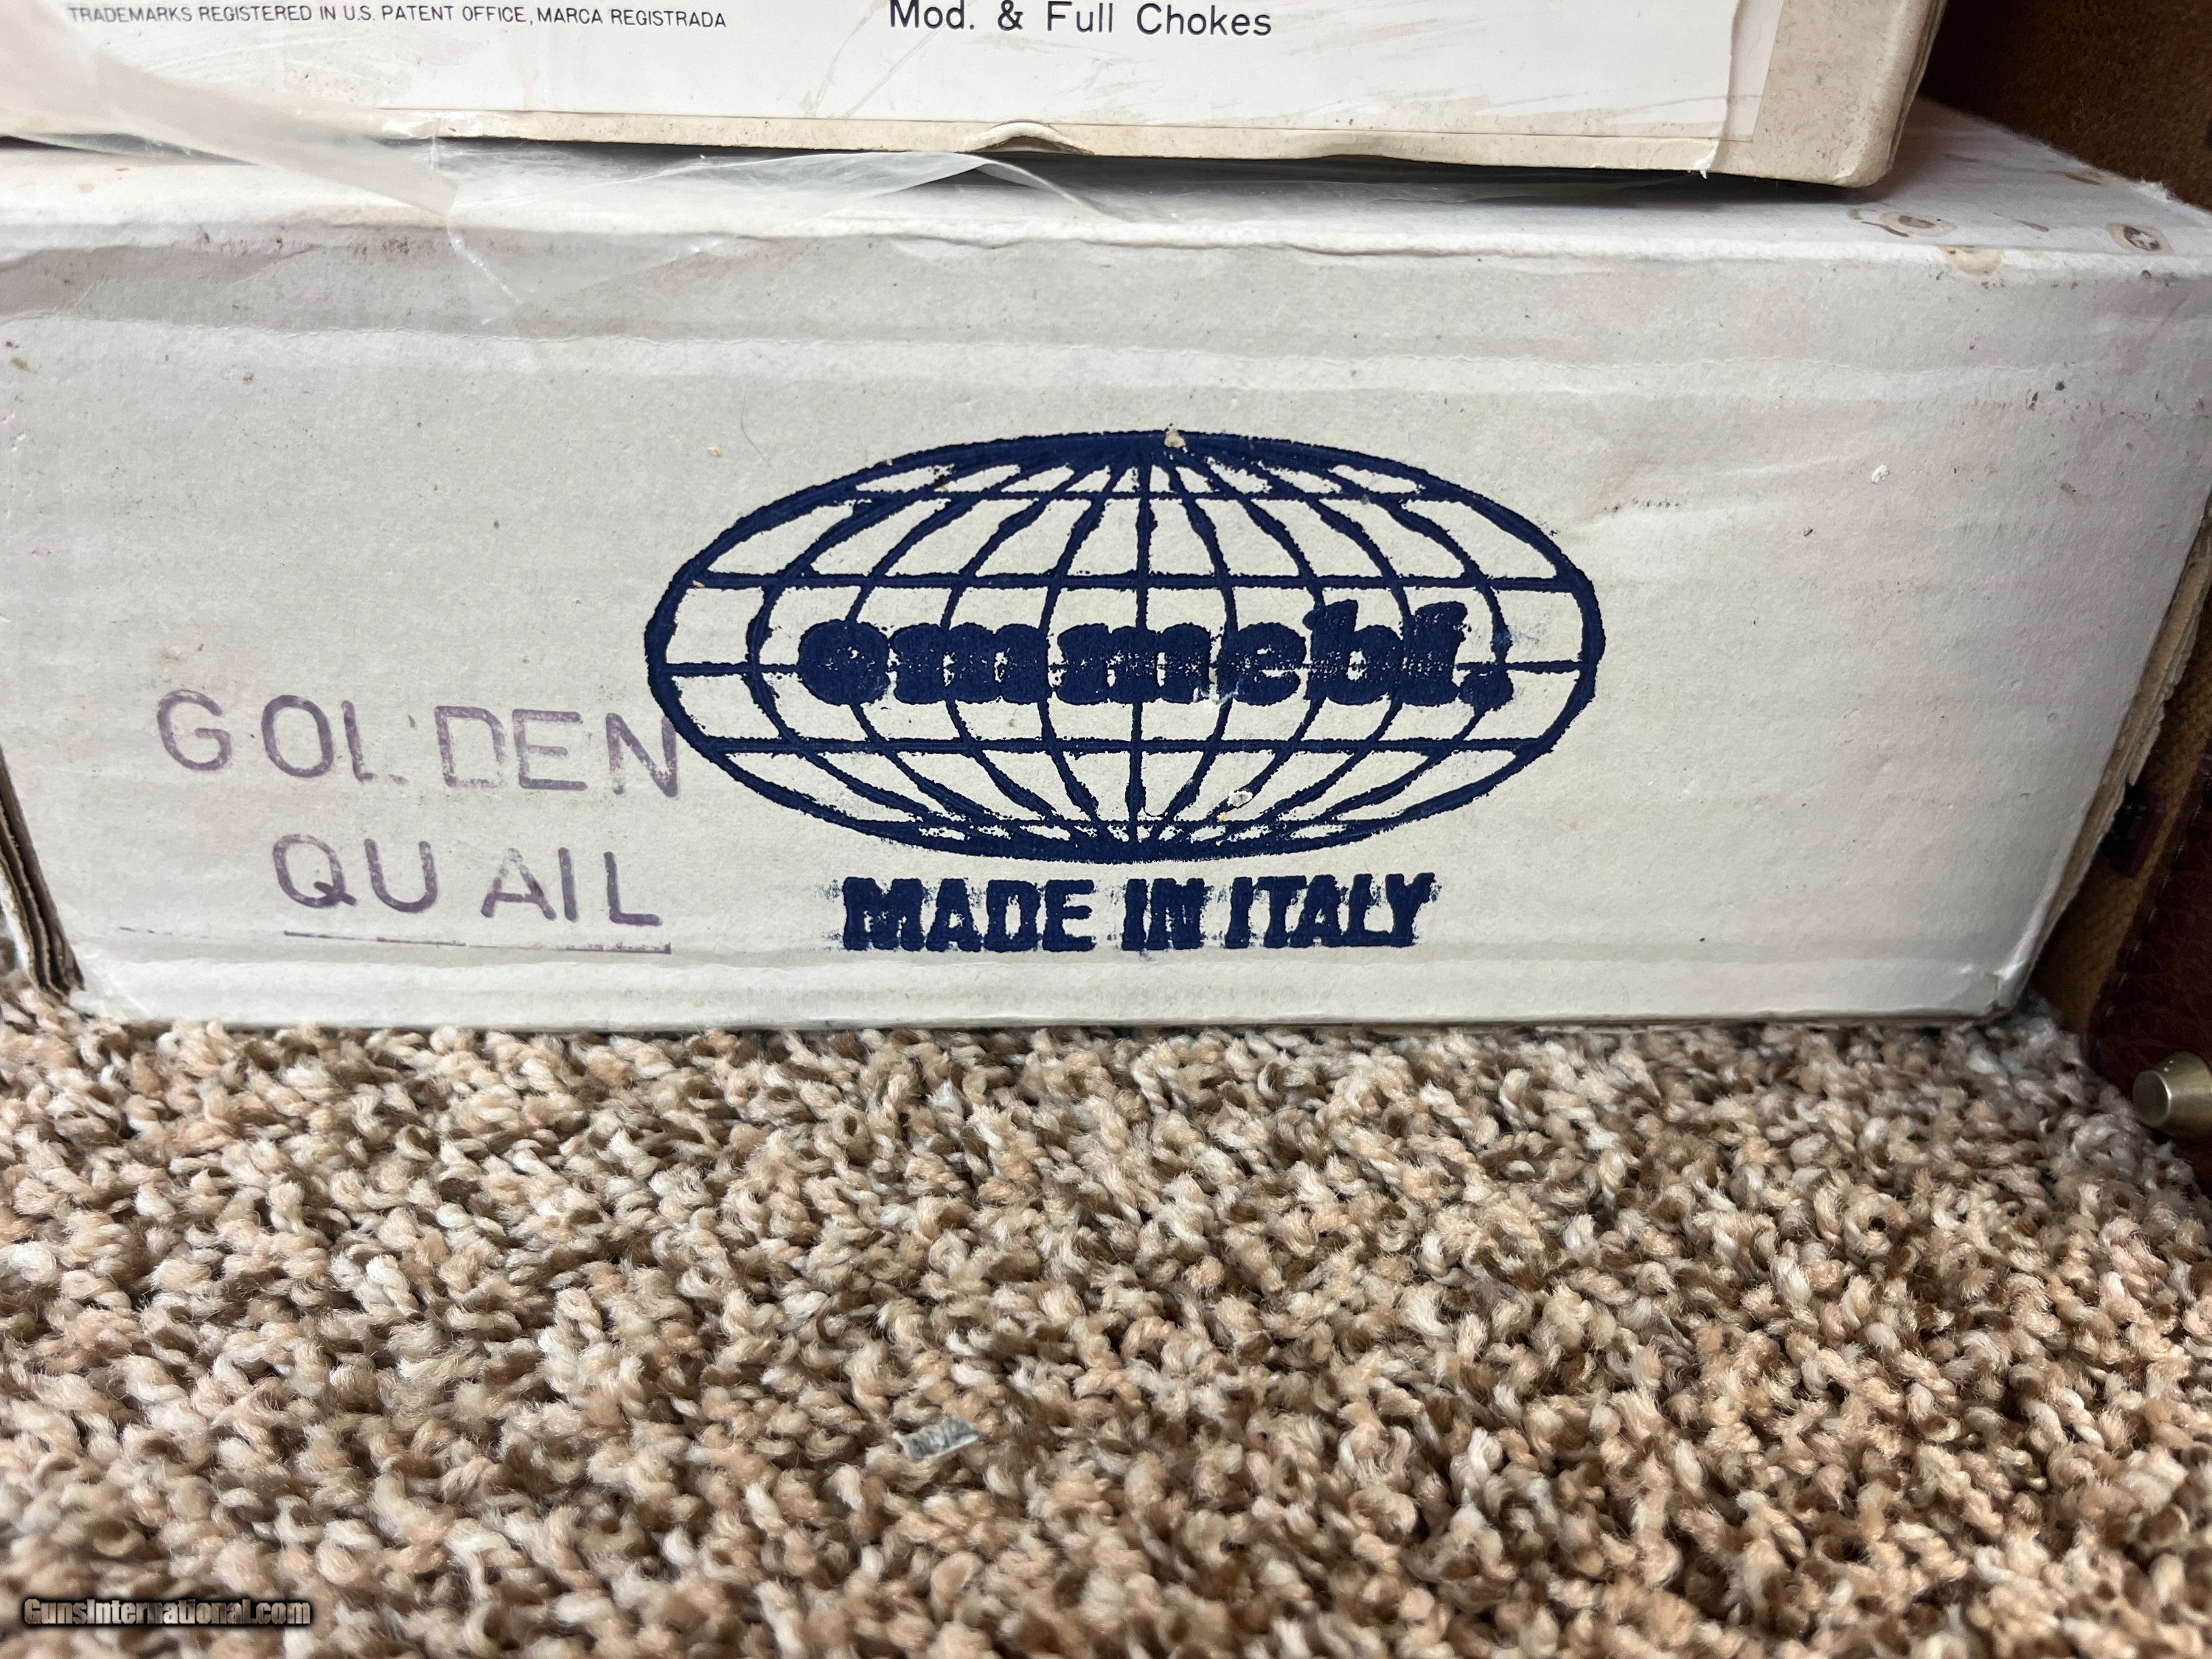 TRADEMARKS REGISTERED IN U.S. PATENT OFFICE, MARCA REGISTRADA
Mod. & Full Chokes
emmebi.
GOLDEN
QUAIL
MADE IN ITALY
GunsInternational.com